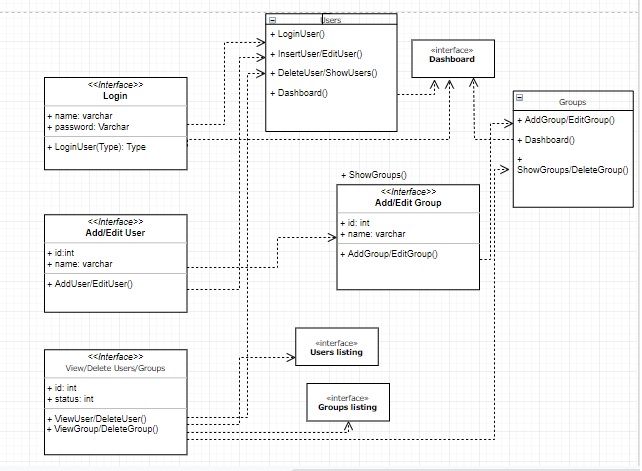 Users
+ LoginUser()
+ InsertUser/EditUser()
+ DeleteUser/ShowUsers()
+ Dashboard()
«interface»
Dashboard
<<Interface>>
Login
+ name: varchar
+ password: Varchar
+ LoginUser(Type): Type
Groups
+ AddGroup/EditGroup()
+ Dashboard()
+
ShowGroups/DeleteGroup()
+ ShowGroups()
<<Interface>>
Add/Edit Group
+ id: int
+ name: varchar
+ AddGroup/EditGroup()
<<Interface>>
Add/Edit User
+ id:int
+ name: varchar
+ AddUser/EditUser()
«interface»
Users listing
<<Interface>>
View/Delete Users/Groups
+ id: int
+ status: int
+ ViewUser/DeleteUser()
+ ViewGroup/DeleteGroup()
«interface»
Groups listing